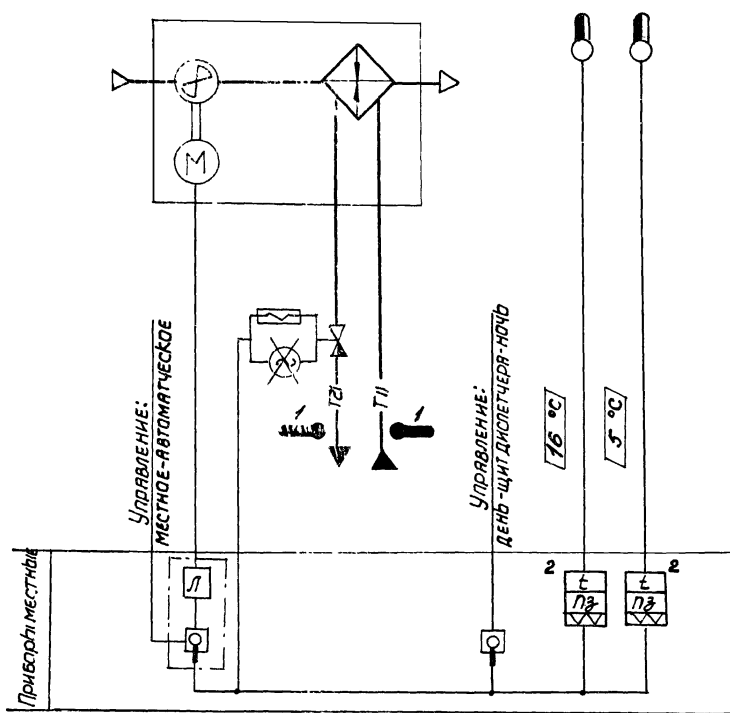 М
УПРАВЛЕНИЕ:
МЕСТНОЕ-АВТОМАТИЧЕСКОЕ
1
Т21
Т11
1
УПРАВЛЕНИЕ:
ДЕНЬ-ЩИТ ДИСПЕТЧЕРА-НОЧЬ
16 °C
5 °C
Приборы местные
Л
2
t
ПЗ
t
2
ПЗ